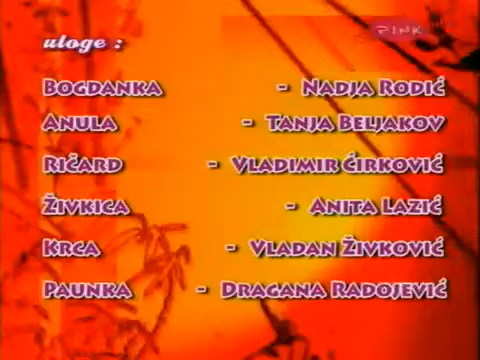 PINK
uloge :
BOGDANKA - NADJA RODIĆ
ANULA - TANJA BELJAKOV
RIČARD - VLADIMIR ĆIRKOVIĆ
ŽIVKICA - ANITA LAZIĆ
KRCA - VLADAN ŽIVKOVIĆ
PAUNKA - DRAGANA RADOJEVIĆ